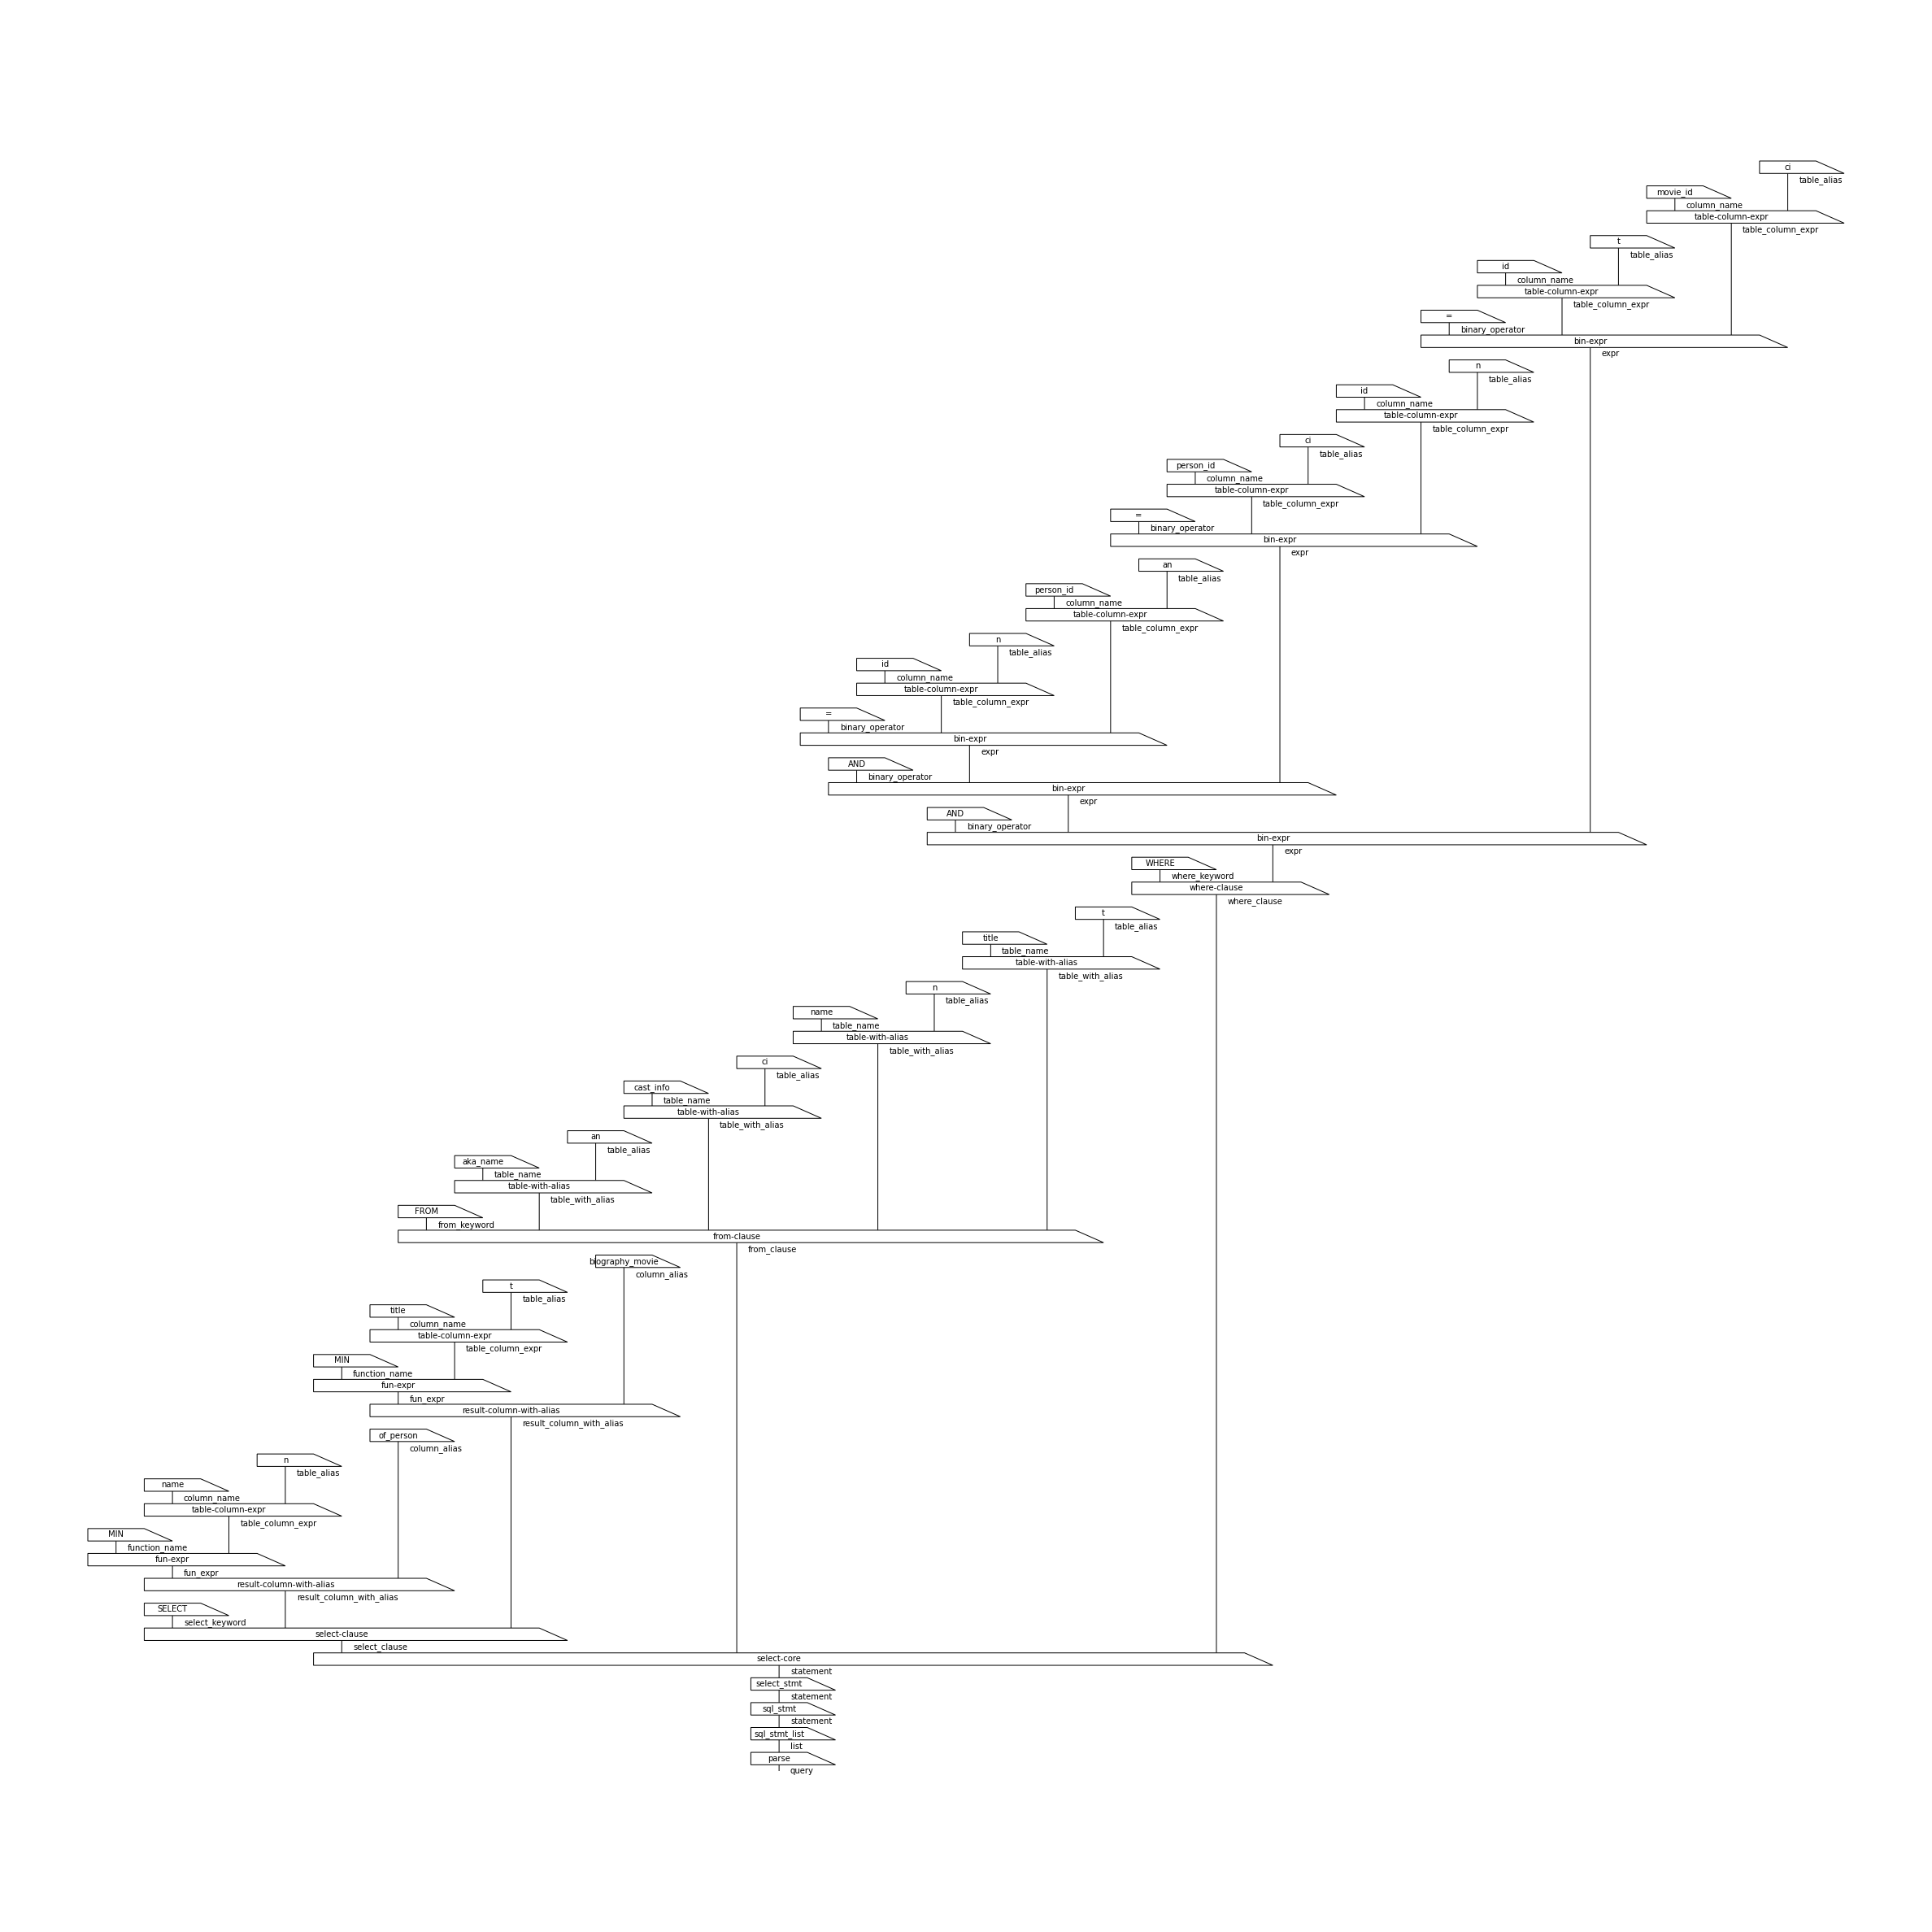 ci
table_alias
movie_id
column_name
table-column-expr
table_column_expr
t
table_alias
id
column_name
table-column-expr
table_column_expr
=
binary_operator
bin-expr
expr
n
table_alias
id
column_name
table-column-expr
table_column_expr
ci
table_alias
person_id
column_name
table-column-expr
table_column_expr
=
binary_operator
bin-expr
expr
an
table_alias
person_id
column_name
table-column-expr
table_column_expr
n
table_alias
id
column_name
table-column-expr
table_column_expr
=
binary_operator
bin-expr
expr
AND
binary_operator
bin-expr
expr
AND
binary_operator
bin-expr
expr
WHERE
where_keyword
where-clause
where_clause
t
table_alias
title
table_name
table-with-alias
table_with_alias
n
table_alias
name
table_name
table-with-alias
table_with_alias
ci
table_alias
cast_info
table_name
table-with-alias
table_with_alias
an
table_alias
aka_name
table_name
table-with-alias
table_with_alias
FROM
from_keyword
from-clause
from_clause
biography_movie
column_alias
t
table_alias
title
column_name
table-column-expr
table_column_expr
MIN
function_name
fun-expr
fun_expr
result-column-with-alias
result_column_with_alias
of_person
column_alias
n
table_alias
name
column_name
table-column-expr
table_column_expr
MIN
function_name
fun-expr
fun_expr
result-column-with-alias
result_column_with_alias
SELECT
select_keyword
select-clause
select_clause
select-core
statement
select_stmt
statement
sql_stmt
statement
sql_stmt_list
list
parse
query